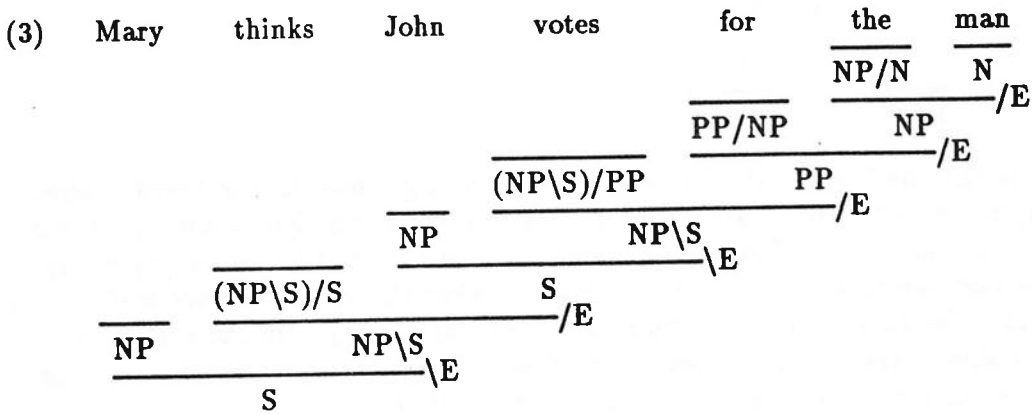 (3) Mary thinks John votes for the man
NP/N N
/E
PP/NP NP
/E
(NP\S)/PP PP
/E
NP NP\S
\E
(NP\S)/S S
/E
NP NP\S
\E
S